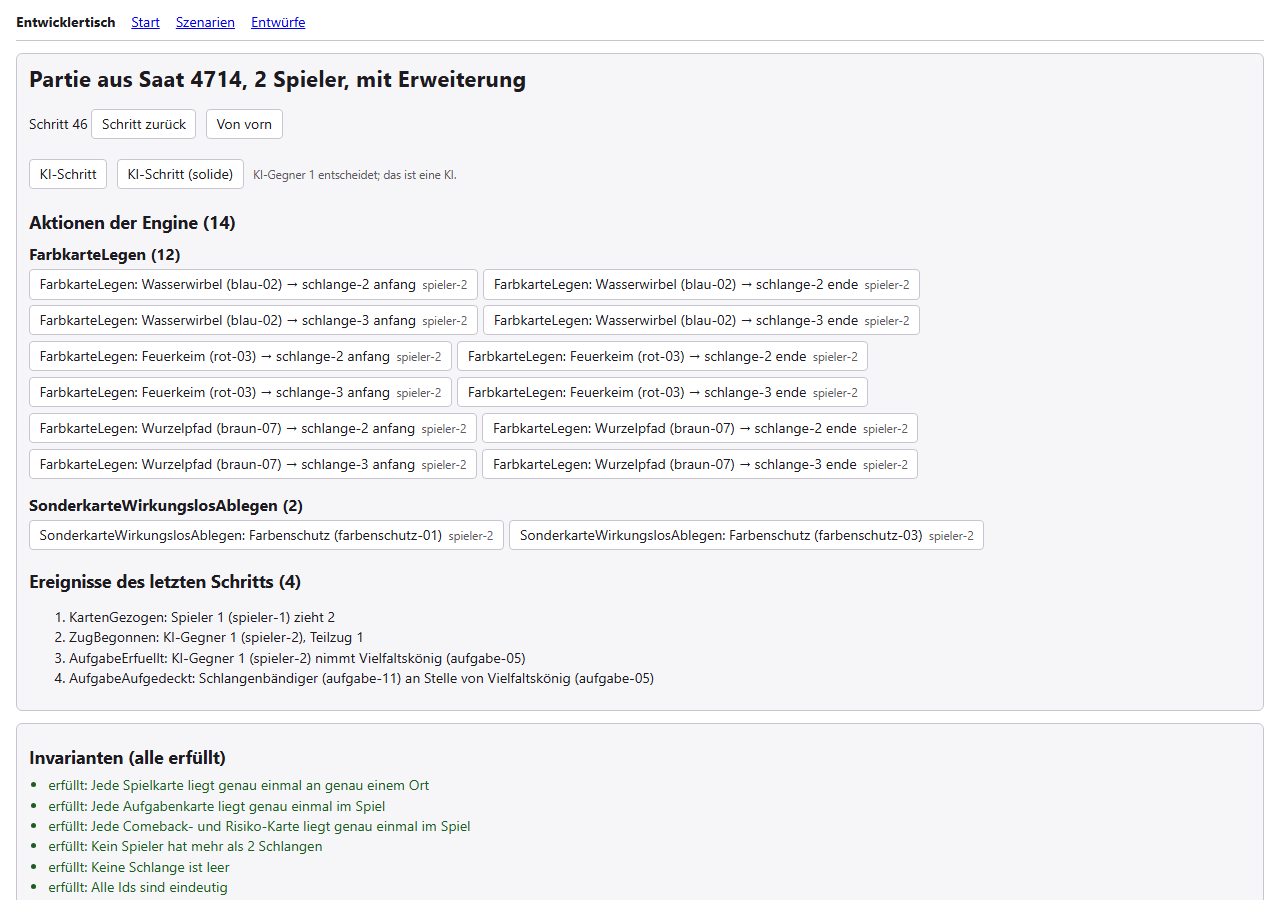 Entwicklertisch Start Szenarien Entwürfe
Partie aus Saat 4714, 2 Spieler, mit Erweiterung
Schritt 46 Schritt zurück Von vorn
KI-Schritt KI-Schritt (solide) KI-Gegner 1 entscheidet; das ist eine KI.
Aktionen der Engine (14)
FarbkarteLegen (12)
FarbkarteLegen: Wasserwirbel (blau-02) → schlange-2 anfang spieler-2 FarbkarteLegen: Wasserwirbel (blau-02) → schlange-2 ende spieler-2
FarbkarteLegen: Wasserwirbel (blau-02) → schlange-3 anfang spieler-2 FarbkarteLegen: Wasserwirbel (blau-02) → schlange-3 ende spieler-2
FarbkarteLegen: Feuerkeim (rot-03) → schlange-2 anfang spieler-2 FarbkarteLegen: Feuerkeim (rot-03) → schlange-2 ende spieler-2
FarbkarteLegen: Feuerkeim (rot-03) → schlange-3 anfang spieler-2 FarbkarteLegen: Feuerkeim (rot-03) → schlange-3 ende spieler-2
FarbkarteLegen: Wurzelpfad (braun-07) → schlange-2 anfang spieler-2 FarbkarteLegen: Wurzelpfad (braun-07) → schlange-2 ende spieler-2
FarbkarteLegen: Wurzelpfad (braun-07) → schlange-3 anfang spieler-2 FarbkarteLegen: Wurzelpfad (braun-07) → schlange-3 ende spieler-2
SonderkarteWirkungslosAblegen (2)
SonderkarteWirkungslosAblegen: Farbenschutz (farbenschutz-01) spieler-2 SonderkarteWirkungslosAblegen: Farbenschutz (farbenschutz-03) spieler-2
Ereignisse des letzten Schritts (4)
1. KartenGezogen: Spieler 1 (spieler-1) zieht 2
2. ZugBegonnen: KI-Gegner 1 (spieler-2), Teilzug 1
3. AufgabeErfuellt: KI-Gegner 1 (spieler-2) nimmt Vielfaltskönig (aufgabe-05)
4. AufgabeAufgedeckt: Schlangenbändiger (aufgabe-11) an Stelle von Vielfaltskönig (aufgabe-05)
Invarianten (alle erfüllt)
• erfüllt: Jede Spielkarte liegt genau einmal an genau einem Ort
• erfüllt: Jede Aufgabenkarte liegt genau einmal im Spiel
• erfüllt: Jede Comeback- und Risiko-Karte liegt genau einmal im Spiel
• erfüllt: Kein Spieler hat mehr als 2 Schlangen
• erfüllt: Keine Schlange ist leer
• erfüllt: Alle Ids sind eindeutig